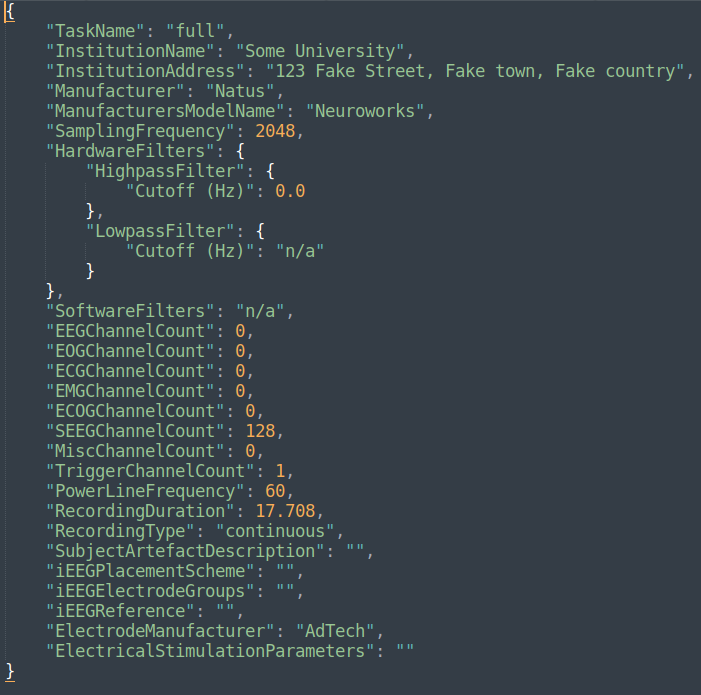 {
    "TaskName": "full",
    "InstitutionName": "Some University",
    "InstitutionAddress": "123 Fake Street, Fake town, Fake country",
    "Manufacturer": "Natus",
    "ManufacturersModelName": "Neuroworks",
    "SamplingFrequency": 2048,
    "HardwareFilters": {
        "HighpassFilter": {
            "Cutoff (Hz)": 0.0
        },
        "LowpassFilter": {
            "Cutoff (Hz)": "n/a"
        }
    },
    "SoftwareFilters": "n/a",
    "EEGChannelCount": 0,
    "EOGChannelCount": 0,
    "ECGChannelCount": 0,
    "EMGChannelCount": 0,
    "ECOGChannelCount": 0,
    "SEEGChannelCount": 128,
    "MiscChannelCount": 0,
    "TriggerChannelCount": 1,
    "PowerLineFrequency": 60,
    "RecordingDuration": 17.708,
    "RecordingType": "continuous",
    "SubjectArtefactDescription": "",
    "iEEGPlacementScheme": "",
    "iEEGElectrodeGroups": "",
    "iEEGReference": "",
    "ElectrodeManufacturer": "AdTech",
    "ElectricalStimulationParameters": ""
}